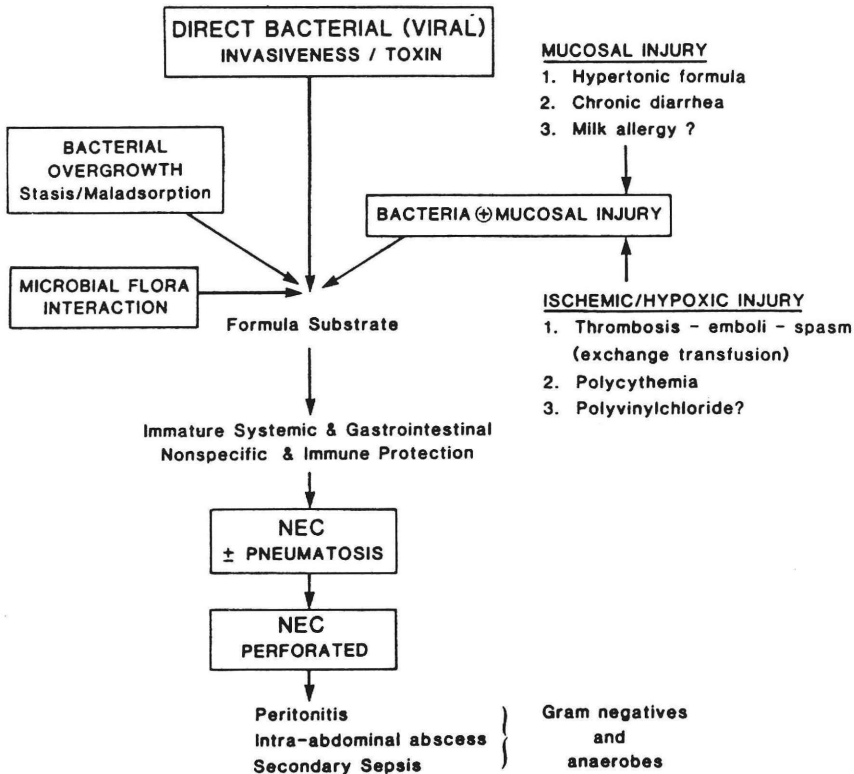 DIRECT BACTERIAL (VIRAL)
INVASIVENESS / TOXIN
MUCOSAL INJURY
1. Hypertonic formula
2. Chronic diarrhea
3. Milk allergy ?
BACTERIAL
OVERGROWTH
Stasis/Maladsorption
BACTERIA ⊕ MUCOSAL INJURY
MICROBIAL FLORA
INTERACTION
Formula Substrate
ISCHEMIC/HYPOXIC INJURY
1. Thrombosis - emboli - spasm
(exchange transfusion)
2. Polycythemia
3. Polyvinylchloride?
Immature Systemic & Gastrointestinal
Nonspecific & Immune Protection
NEC
± PNEUMATOSIS
NEC
PERFORATED
Peritonitis
Intra-abdominal abscess
Secondary Sepsis
Gram negatives
and
anaerobes